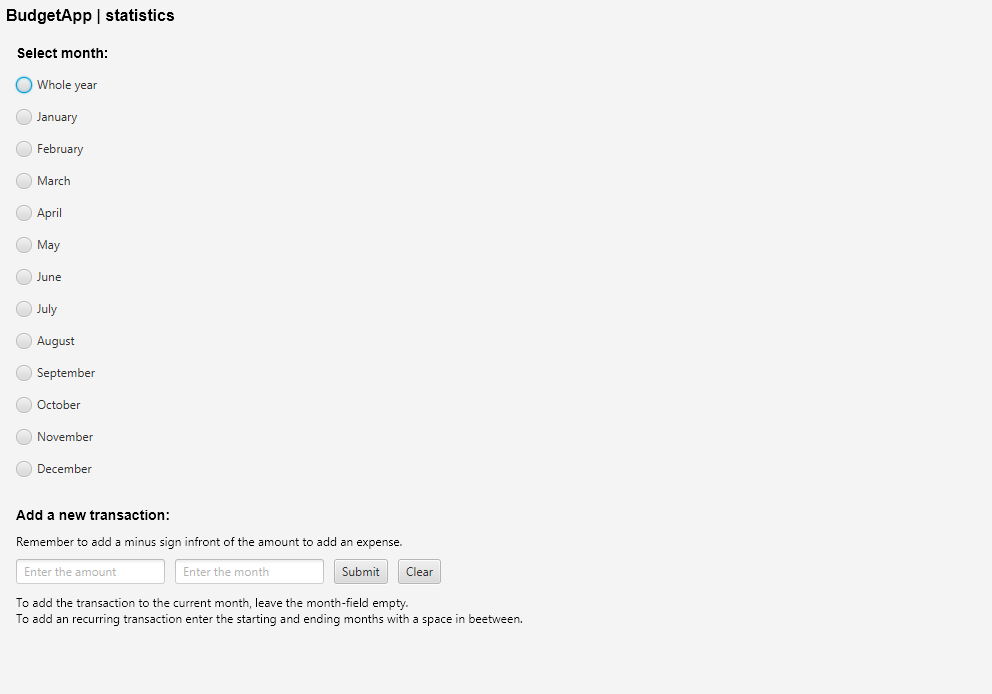 BudgetApp | statistics
Select month:
Whole year
January
February
March
April
May
June
July
August
September
October
November
December
Add a new transaction:
Remember to add a minus sign infront of the amount to add an expense.
Enter the amount Enter the month Submit Clear
To add the transaction to the current month, leave the month-field empty.
To add an recurring transaction enter the starting and ending months with a space in beetween.